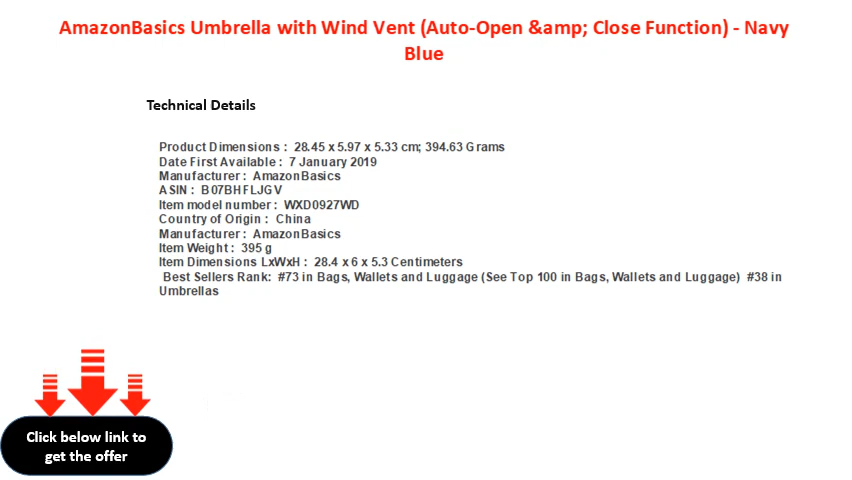 AmazonBasics Umbrella with Wind Vent (Auto-Open &amp; Close Function) - Navy
Blue
Technical Details
Product Dimensions : 28.45 x 5.97 x 5.33 cm; 394.63 Grams
Date First Available : 7 January 2019
Manufacturer : AmazonBasics
ASIN : B07BHFLJGV
Item model number : WXD0927WD
Country of Origin : China
Manufacturer : AmazonBasics
Item Weight : 395 g
Item Dimensions LxWxH : 28.4 x 6 x 5.3 Centimeters
Best Sellers Rank: #73 in Bags, Wallets and Luggage (See Top 100 in Bags, Wallets and Luggage) #38 in
Umbrellas
Click below link to
get the offer